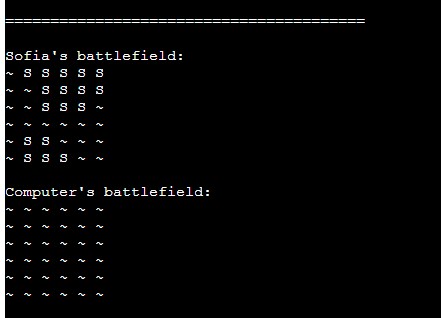 ========================================
Sofia's battlefield:
~ S S S S S
~ ~ S S S S
~ ~ S S S ~
~ ~ ~ ~ ~ ~
~ S S ~ ~ ~
~ S S S ~ ~
Computer's battlefield:
~ ~ ~ ~ ~ ~
~ ~ ~ ~ ~ ~
~ ~ ~ ~ ~ ~
~ ~ ~ ~ ~ ~
~ ~ ~ ~ ~ ~
~ ~ ~ ~ ~ ~